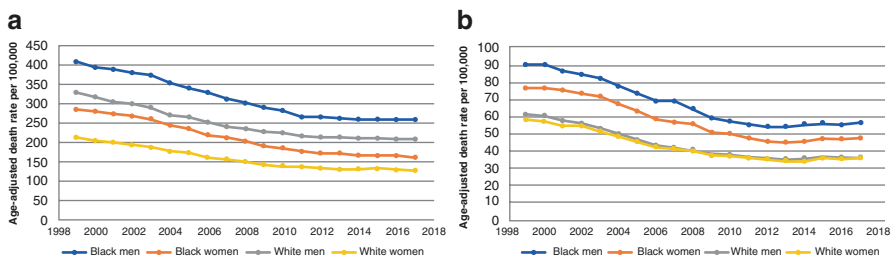 a
Age-adjusted death rate per 100,000
450
400
350
300
250
200
150
100
50
0
1998 2000 2002 2004 2006 2008 2010 2012 2014 2016 2018
Black men Black women White men White women
b
Age-adjusted death rate per 100,000
100
90
80
70
60
50
40
30
20
10
0
1998 2000 2002 2004 2006 2008 2010 2012 2014 2016 2018
Black men Black women White men White women